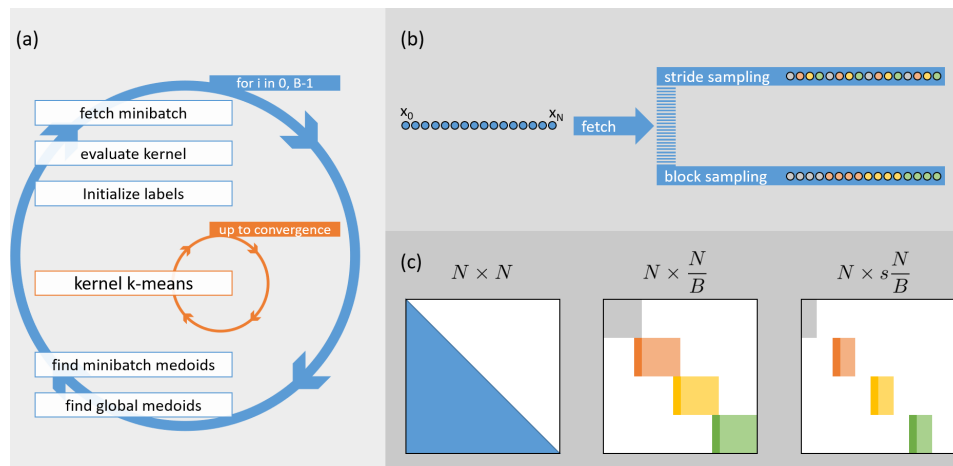 (a)
for i in 0, B-1
fetch minibatch
evaluate kernel
Initialize labels
up to convergence
kernel k-means
find minibatch medoids
find global medoids
(b)
x0
xN
fetch
stride sampling
block sampling
(c)
N × N
N × N/B
N × s N/B